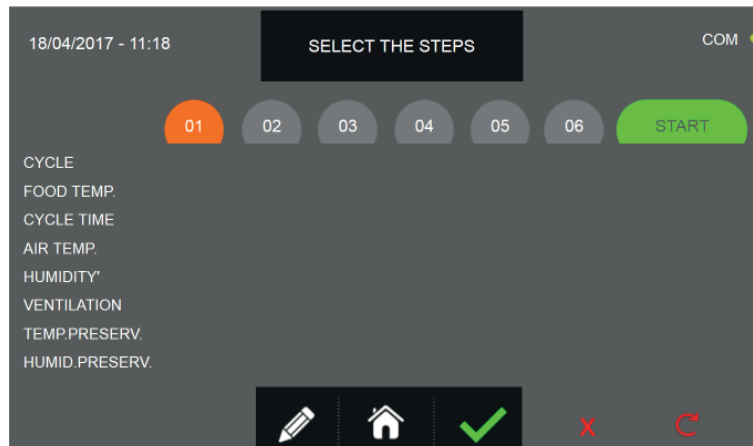 18/04/2017 - 11:18
SELECT THE STEPS
COM
01 02 03 04 05 06 START
CYCLE
FOOD TEMP.
CYCLE TIME
AIR TEMP.
HUMIDITY'
VENTILATION
TEMP.PRESERV.
HUMID.PRESERV.
X